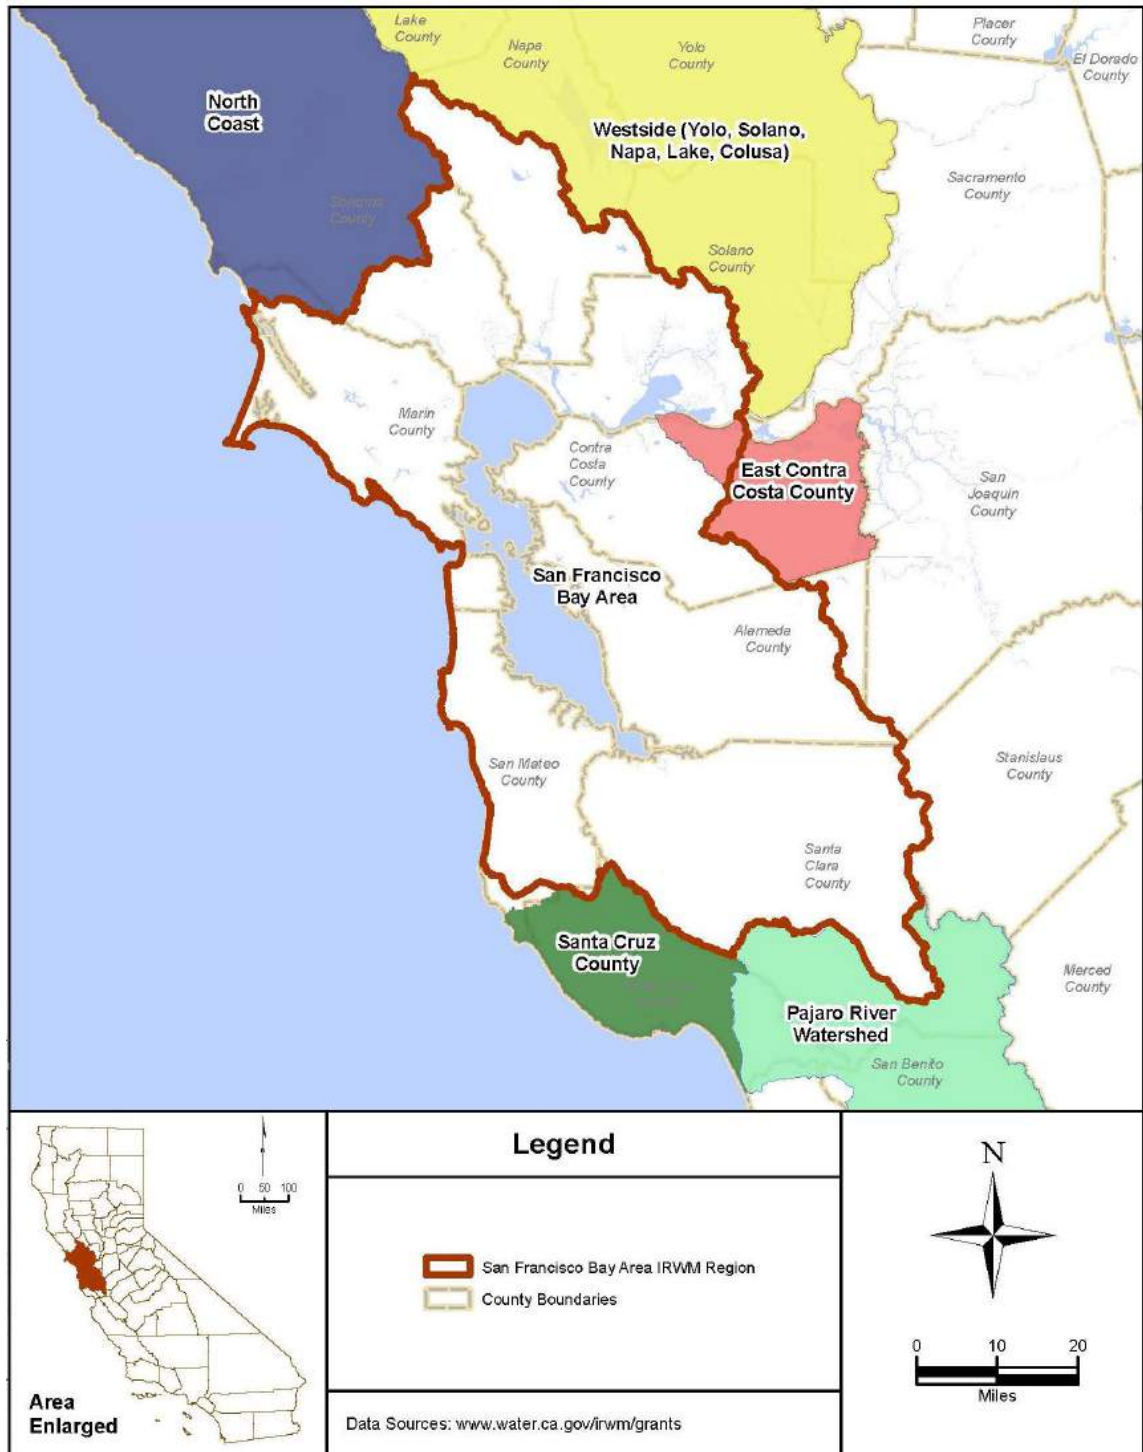 Lake
County
Napa
County
Yolo
County
Placer
County
El Dorado
County
North
Coast
Westside (Yolo, Solano,
Napa, Lake, Colusa)
Sacramento
County
Sonoma
County
Solano
County
Marin
County
Contra
Costa
County
East Contra
Costa County
San
Joaquin
County
San Francisco
Bay Area
Alameda
County
San Mateo
County
Stanislaus
County
Santa
Clara
County
Santa Cruz
County
Merced
County
Pajaro River
Watershed
San Benito
County
0 50 100
Miles
Area
Enlarged
Legend
San Francisco Bay Area IRWM Region
County Boundaries
Data Sources: www.water.ca.gov/irwm/grants
N
0 10 20
Miles